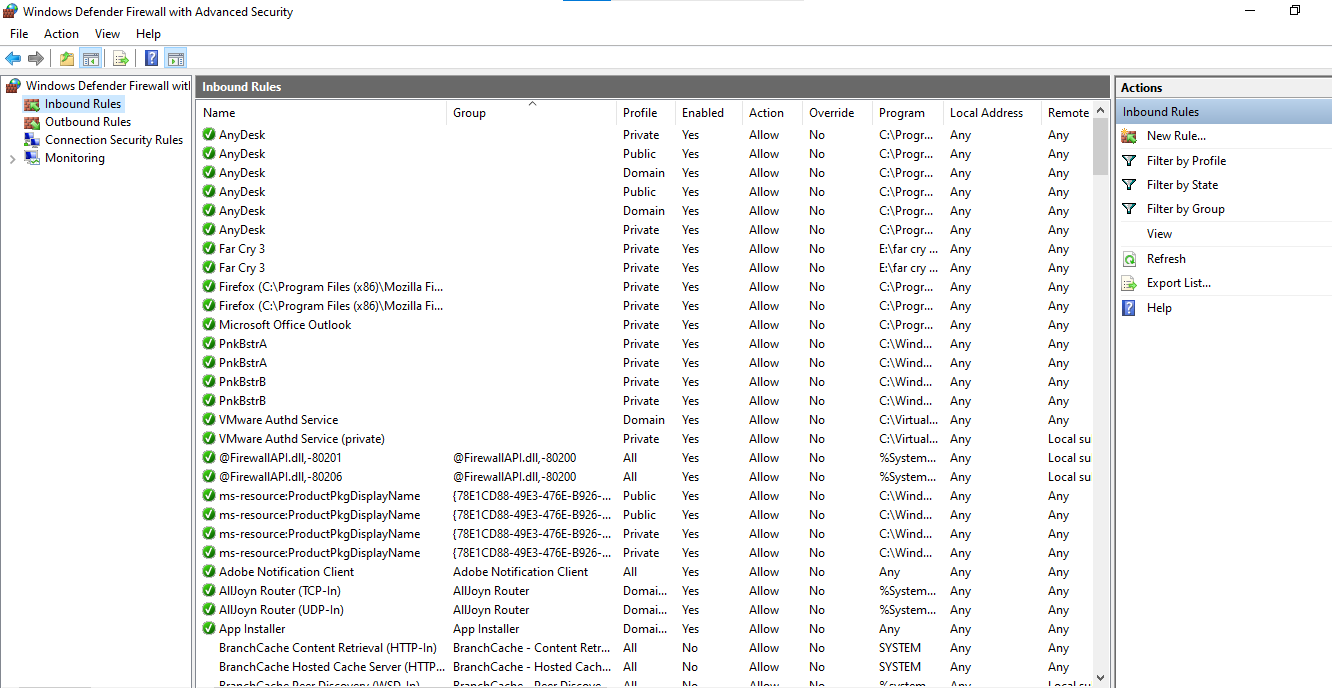 Windows Defender Firewall with Advanced Security
File Action View Help
Windows Defender Firewall witl
Inbound Rules
Outbound Rules
Connection Security Rules
Monitoring
Inbound Rules
Name Group Profile Enabled Action Override Program Local Address Remote
AnyDesk Private Yes Allow No C:\Progr... Any Any
AnyDesk Public Yes Allow No C:\Progr... Any Any
AnyDesk Domain Yes Allow No C:\Progr... Any Any
AnyDesk Public Yes Allow No C:\Progr... Any Any
AnyDesk Domain Yes Allow No C:\Progr... Any Any
AnyDesk Private Yes Allow No C:\Progr... Any Any
Far Cry 3 Private Yes Allow No E:\far cry ... Any Any
Far Cry 3 Private Yes Allow No E:\far cry ... Any Any
Firefox (C:\Program Files (x86)\Mozilla Fi... Private Yes Allow No C:\Progr... Any Any
Firefox (C:\Program Files (x86)\Mozilla Fi... Private Yes Allow No C:\Progr... Any Any
Microsoft Office Outlook Private Yes Allow No C:\Progr... Any Any
PnkBstrA Private Yes Allow No C:\Wind... Any Any
PnkBstrA Private Yes Allow No C:\Wind... Any Any
PnkBstrB Private Yes Allow No C:\Wind... Any Any
PnkBstrB Private Yes Allow No C:\Wind... Any Any
VMware Authd Service Domain Yes Allow No C:\Virtual... Any Any
VMware Authd Service (private) Private Yes Allow No C:\Virtual... Any Local su
@FirewallAPI.dll,-80201 @FirewallAPI.dll,-80200 All Yes Allow No %System... Any Local su
@FirewallAPI.dll,-80206 @FirewallAPI.dll,-80200 All Yes Allow No %System... Any Local su
ms-resource:ProductPkgDisplayName {78E1CD88-49E3-476E-B926-... Public Yes Allow No C:\Wind... Any Any
ms-resource:ProductPkgDisplayName {78E1CD88-49E3-476E-B926-... Public Yes Allow No C:\Wind... Any Any
ms-resource:ProductPkgDisplayName {78E1CD88-49E3-476E-B926-... Private Yes Allow No C:\Wind... Any Any
ms-resource:ProductPkgDisplayName {78E1CD88-49E3-476E-B926-... Private Yes Allow No C:\Wind... Any Any
Adobe Notification Client Adobe Notification Client All Yes Allow No Any Any Any
AllJoyn Router (TCP-In) AllJoyn Router Domai... Yes Allow No %System... Any Any
AllJoyn Router (UDP-In) AllJoyn Router Domai... Yes Allow No %System... Any Any
App Installer App Installer Domai... Yes Allow No Any Any Any
BranchCache Content Retrieval (HTTP-In) BranchCache - Content Retr... All No Allow No SYSTEM Any Any
BranchCache Hosted Cache Server (HTTP... BranchCache - Hosted Cach... All No Allow No SYSTEM Any Any
BranchCache Peer Discovery (WSD-In) BranchCache - Peer Discove... All No Allow No %system... Any Any
Actions
Inbound Rules
New Rule...
Filter by Profile
Filter by State
Filter by Group
View
Refresh
Export List...
Help